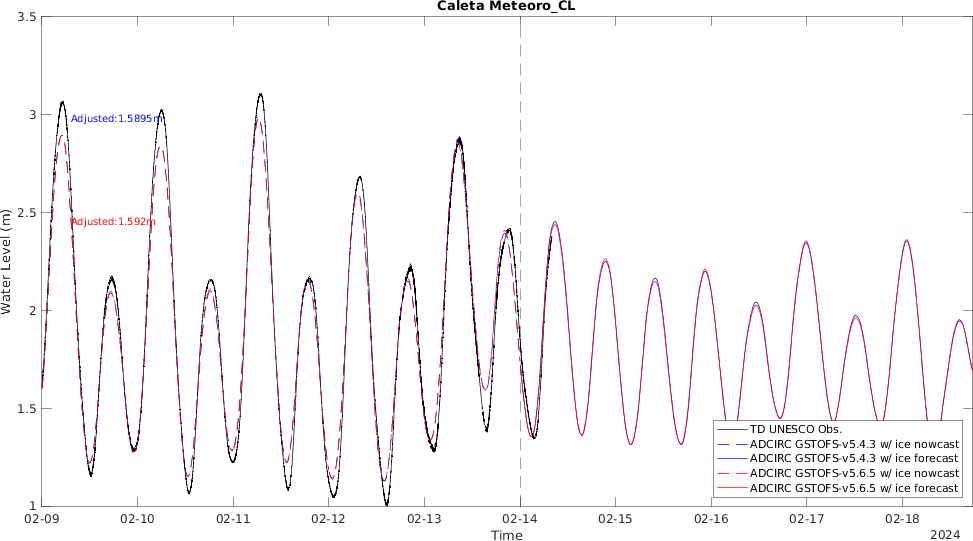 Caleta Meteoro_CL
3.5
3
2.5
2
1.5
1
Water Level (m)
Adjusted:1.5895m
Adjusted:1.592m
TD UNESCO Obs.
ADCIRC GSTOFS-v5.4.3 w/ ice nowcast
ADCIRC GSTOFS-v5.4.3 w/ ice forecast
ADCIRC GSTOFS-v5.6.5 w/ ice nowcast
ADCIRC GSTOFS-v5.6.5 w/ ice forecast
02-09 02-10 02-11 02-12 02-13 02-14 02-15 02-16 02-17 02-18
Time
2024